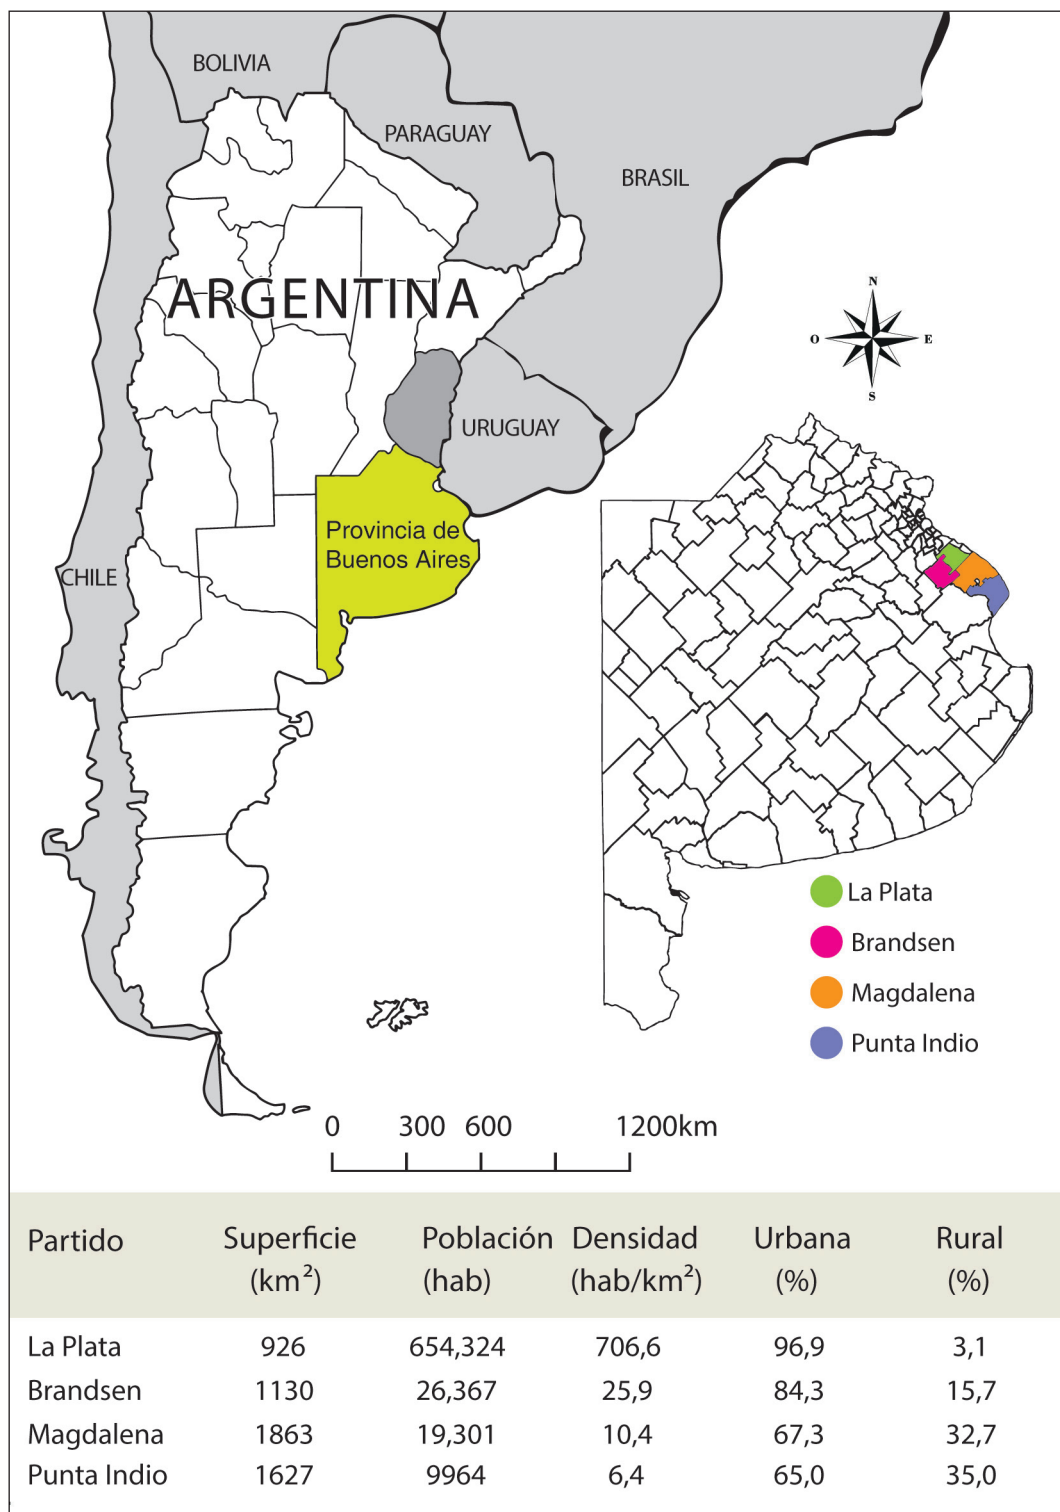 BOLIVIA
PARAGUAY
BRASIL
ARGENTINA
N
O
E
S
URUGUAY
Provincia de
Buenos Aires
CHILE
La Plata
Brandsen
Magdalena
Punta Indio
0 300 600 1200km
Partido Superficie Población Densidad Urbana Rural
(km²) (hab) (hab/km²) (%) (%)
La Plata 926 654,324 706,6 96,9 3,1
Brandsen 1130 26,367 25,9 84,3 15,7
Magdalena 1863 19,301 10,4 67,3 32,7
Punta Indio 1627 9964 6,4 65,0 35,0